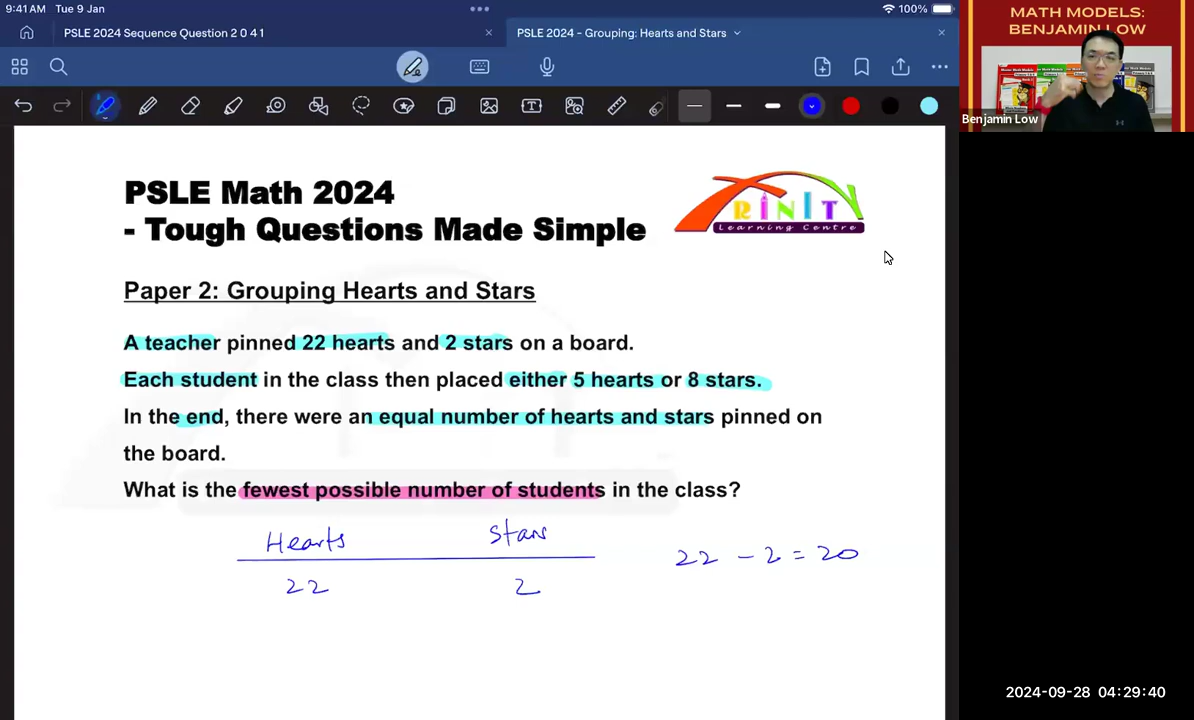 9:41 AM Tue 9 Jan
100%
PSLE 2024 Sequence Question 2 0 4 1
PSLE 2024 - Grouping: Hearts and Stars
MATH MODELS:
BENJAMIN LOW
Benjamin Low
PSLE Math 2024
- Tough Questions Made Simple
TRINITY
Learning Centre
Paper 2: Grouping Hearts and Stars
A teacher pinned 22 hearts and 2 stars on a board.
Each student in the class then placed either 5 hearts or 8 stars.
In the end, there were an equal number of hearts and stars pinned on
the board.
What is the fewest possible number of students in the class?
Hearts Stars
22 - 2 = 20
22 2
2024-09-28 04:29:40